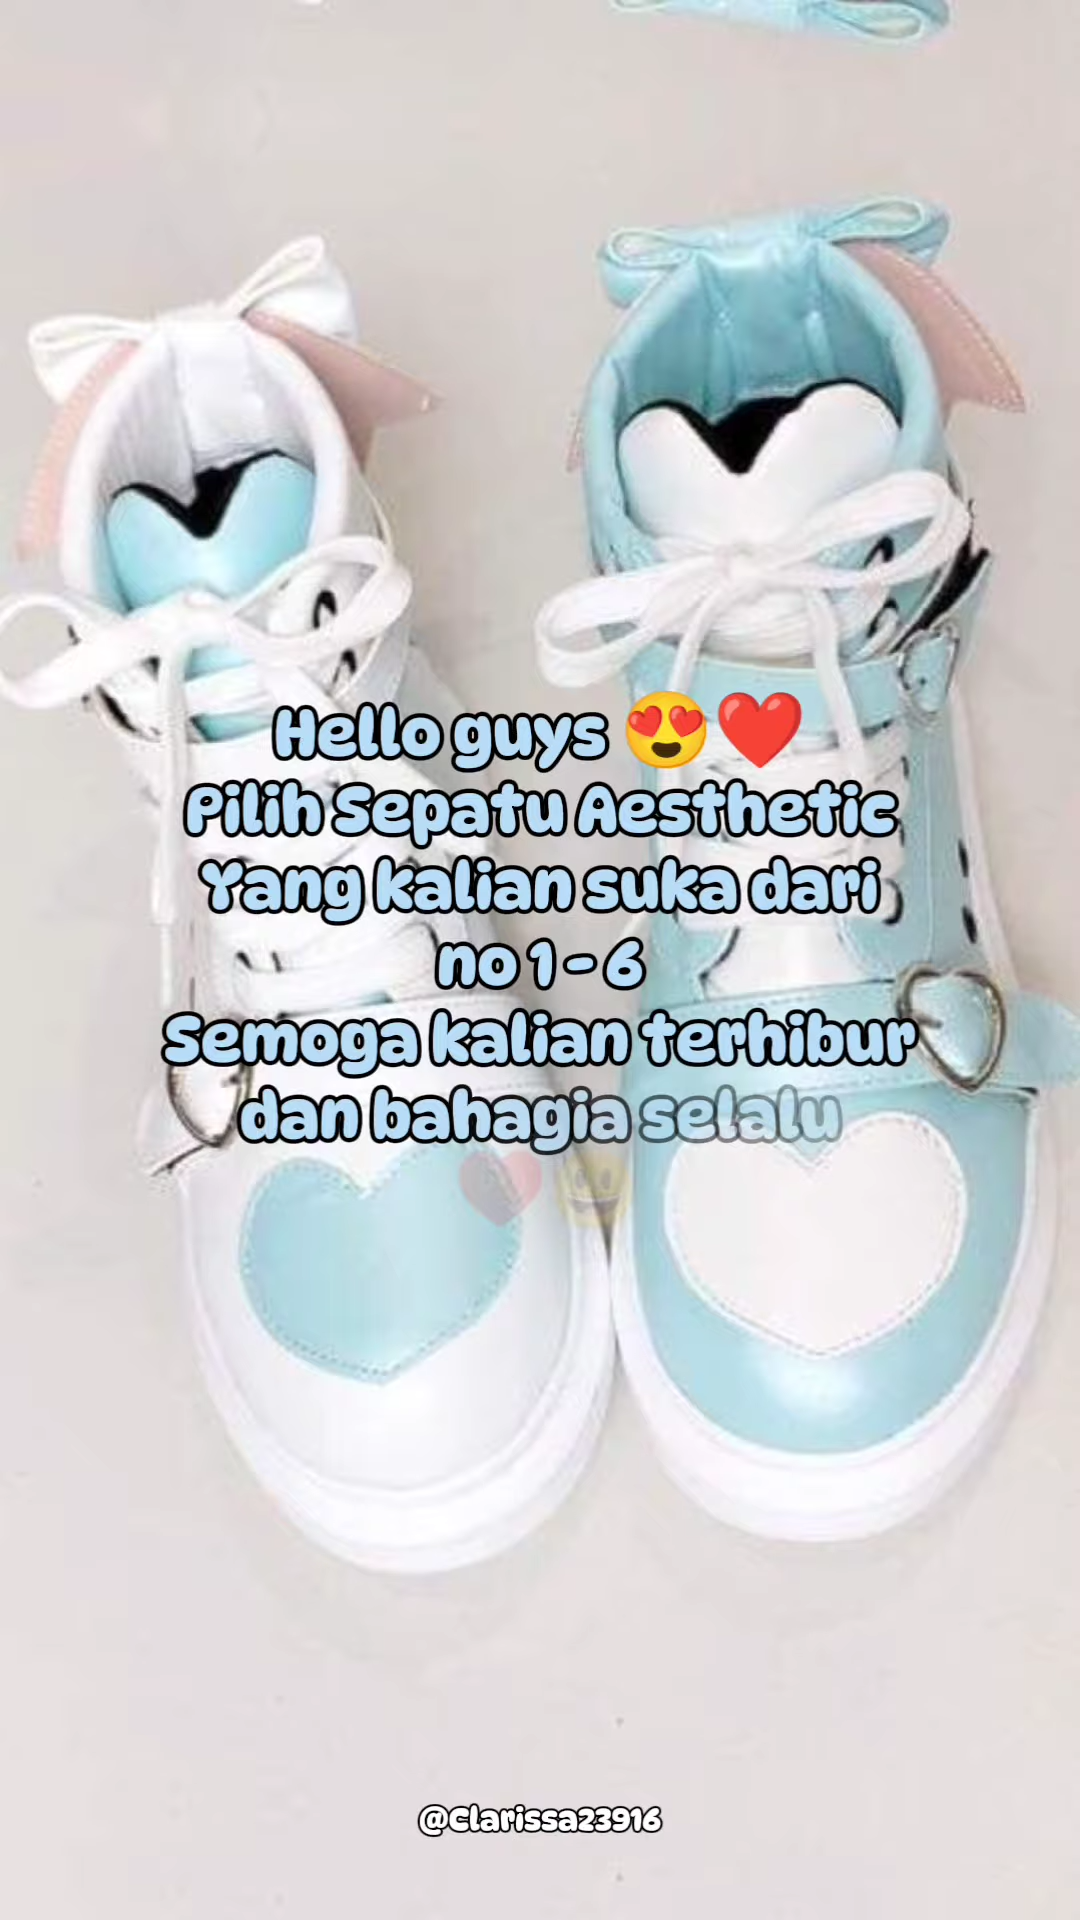 Hello guys 😍❤️
Pilih Sepatu Aesthetic
Yang kalian suka dari
no 1 - 6
Semoga kalian terhibur
dan bahagia selalu
❤️😃
@Clarissa23916